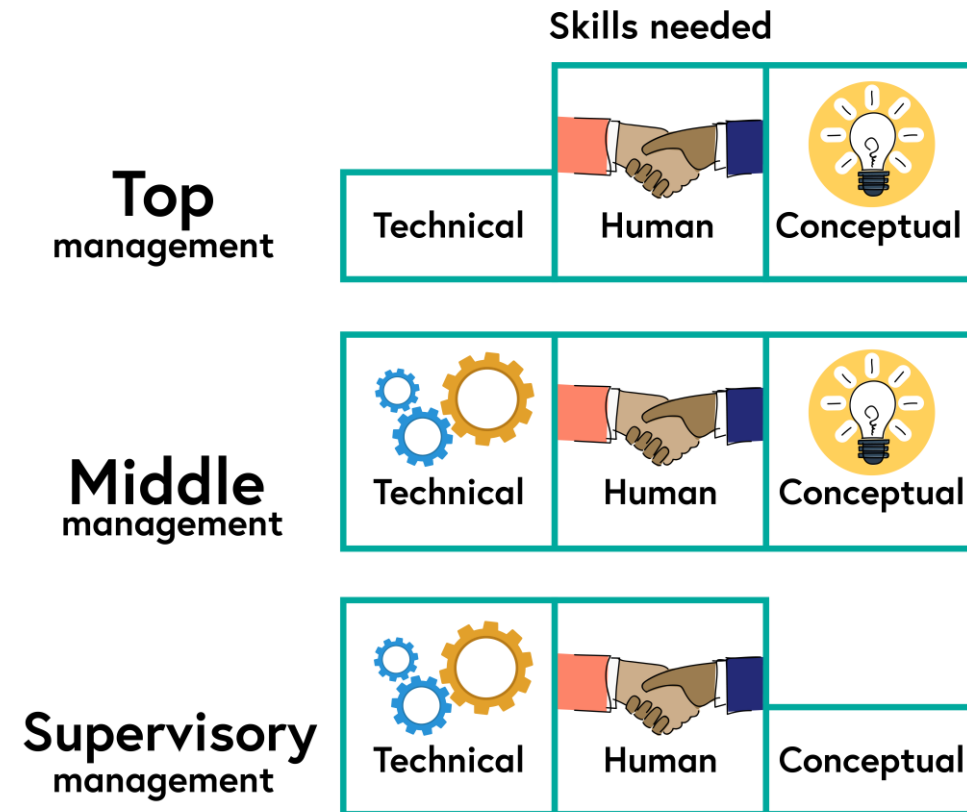 Skills needed
Top
management
Technical Human Conceptual
Middle
management
Technical Human Conceptual
Supervisory
management
Technical Human Conceptual